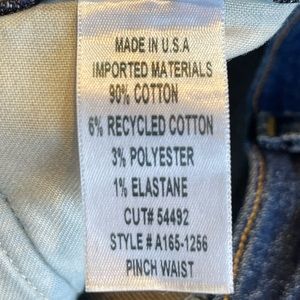 MADE IN U.S.A
IMPORTED MATERIALS
90% COTTON
6% RECYCLED COTTON
3% POLYESTER
1% ELASTANE
CUT# 54492
STYLE # A165-1256
PINCH WAIST